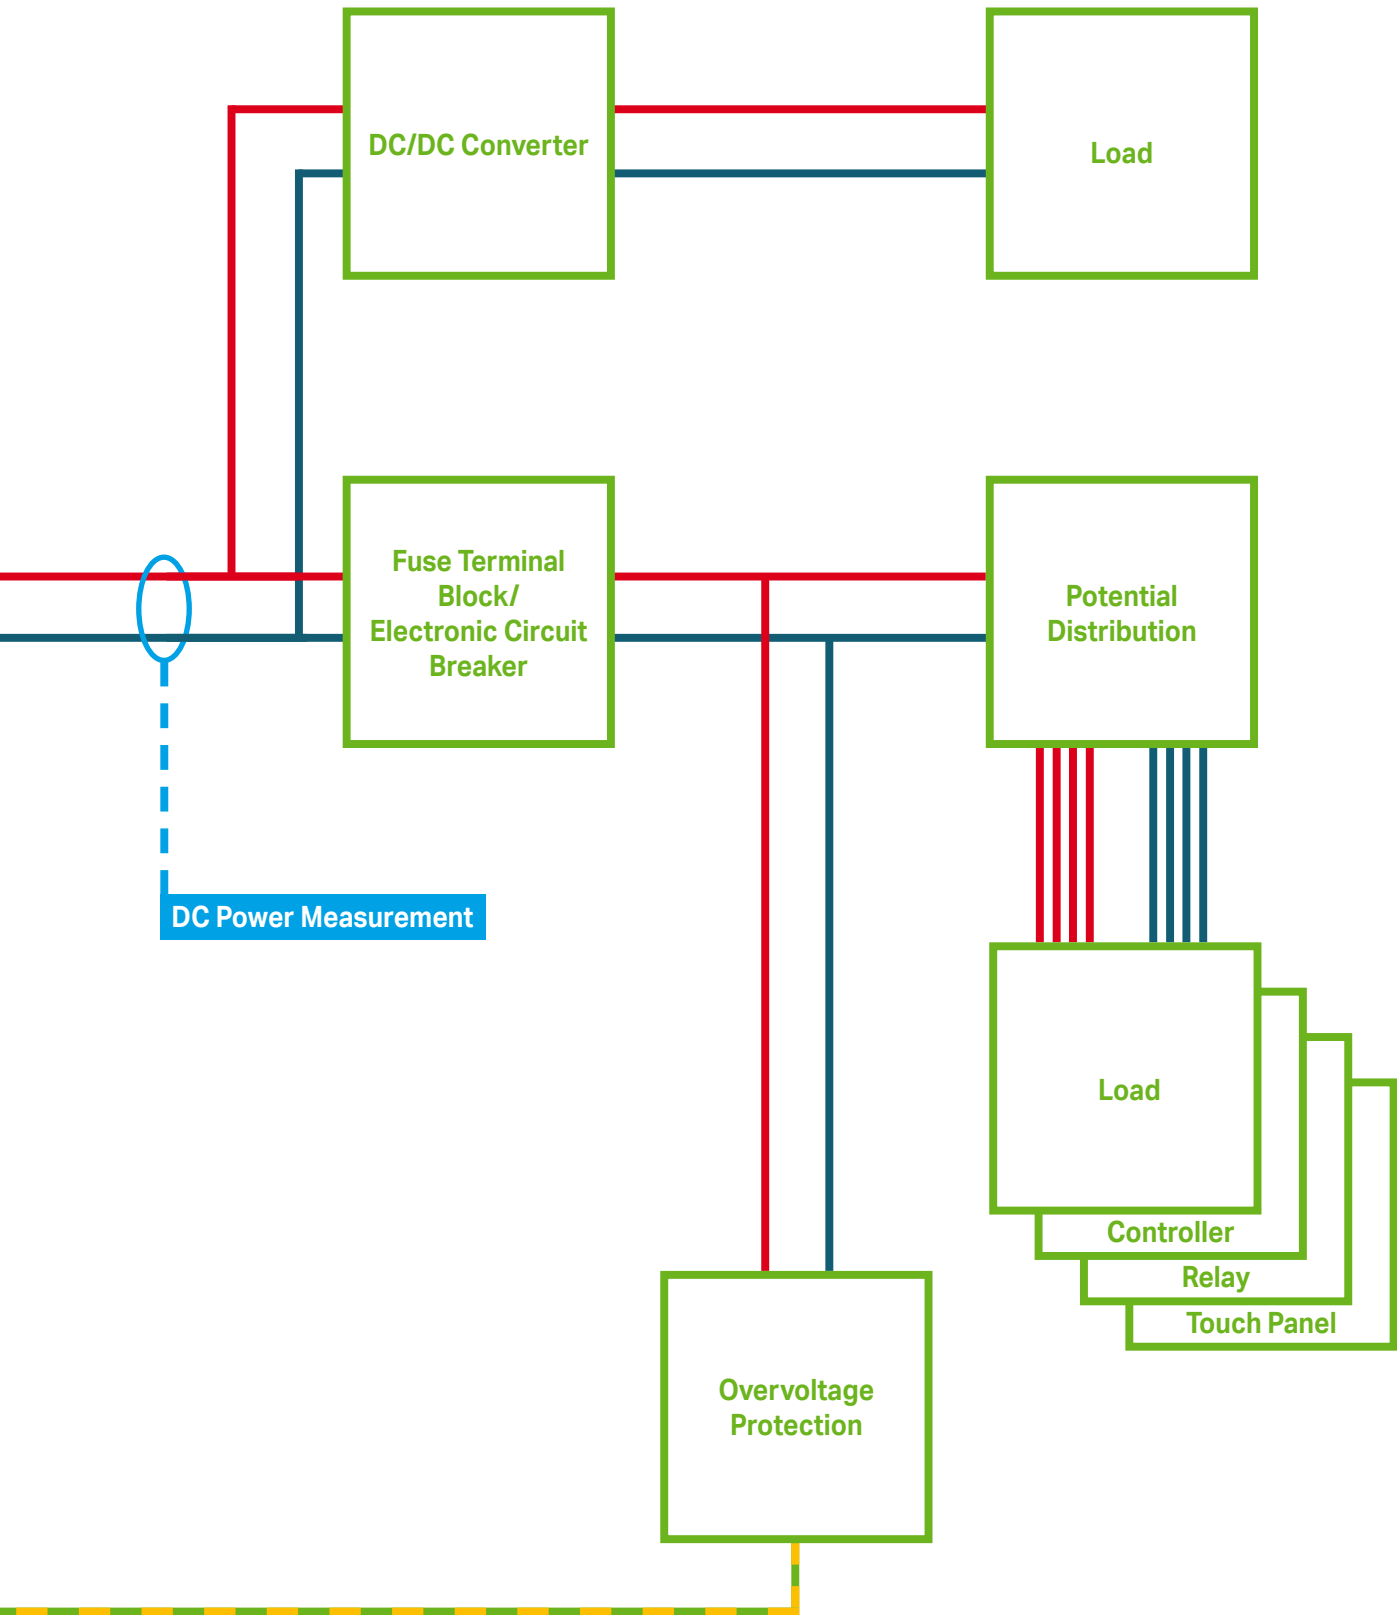 DC/DC Converter
Load
Fuse Terminal
Block/
Electronic Circuit
Breaker
Potential
Distribution
DC Power Measurement
Load
Controller
Relay
Touch Panel
Overvoltage
Protection